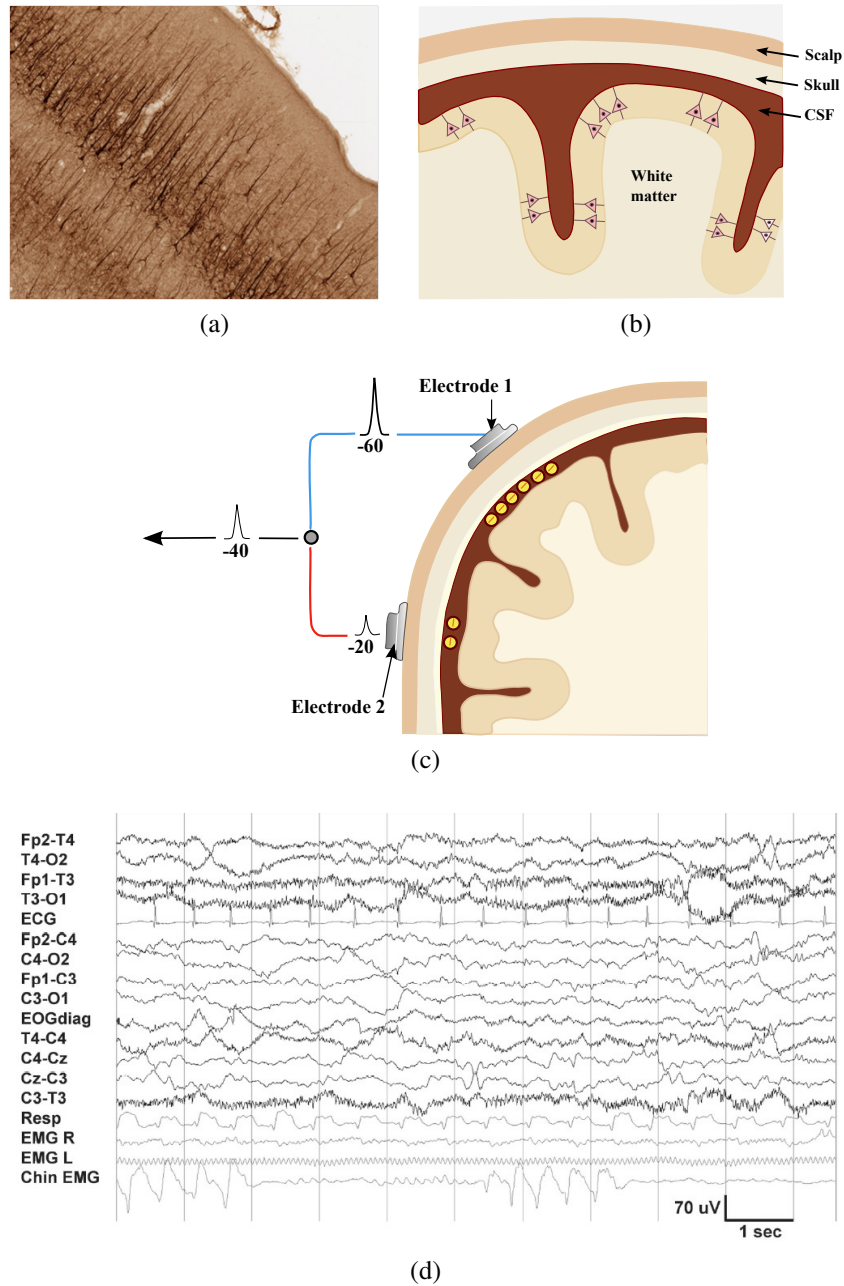 Scalp
Skull
CSF
White
matter
(a)
(b)
Electrode 1
-60
-40
-20
Electrode 2
(c)
Fp2-T4
T4-O2
Fp1-T3
T3-O1
ECG
Fp2-C4
C4-O2
Fp1-C3
C3-O1
EOGdiag
T4-C4
C4-Cz
Cz-C3
C3-T3
Resp
EMG R
EMG L
Chin EMG
70 uV
1 sec
(d)